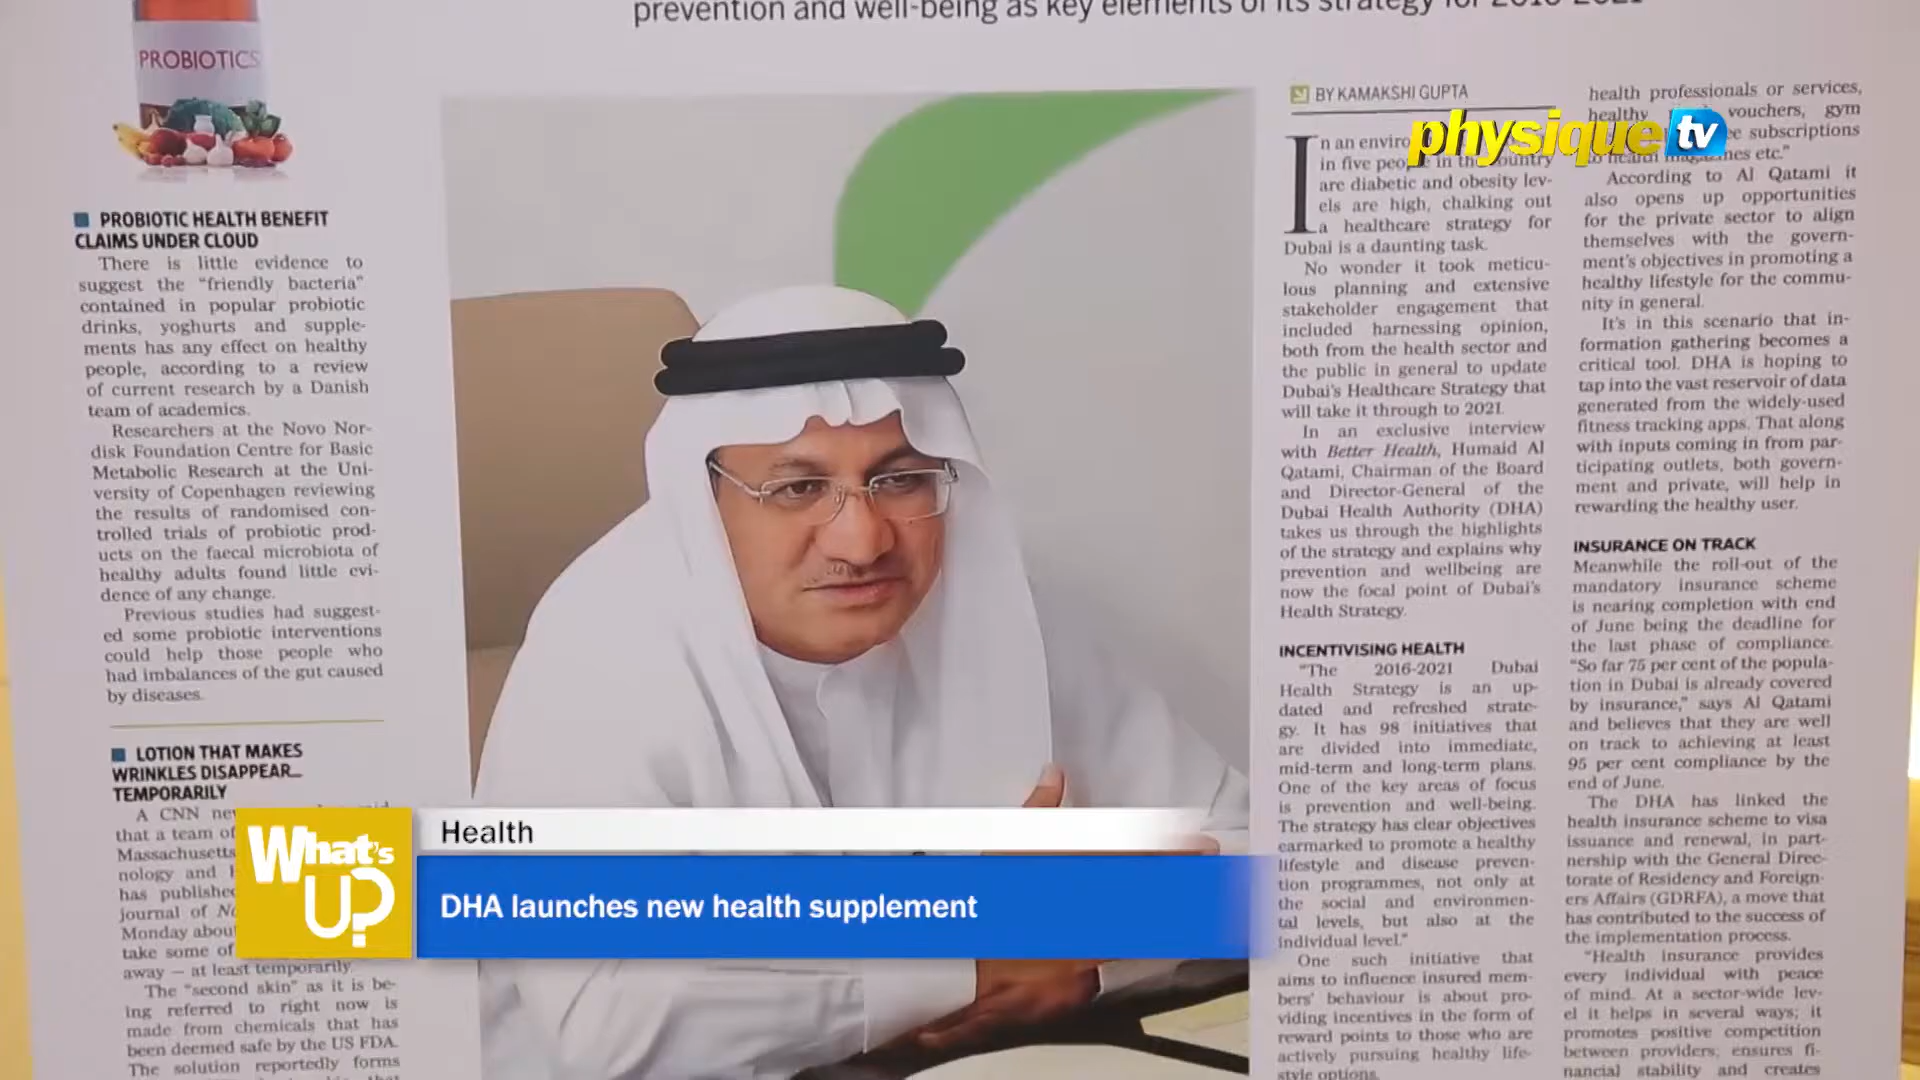 prevention and well-being as key elements of its strategy for 2016-2021
PROBIOTICS
PROBIOTIC HEALTH BENEFIT
CLAIMS UNDER CLOUD
There is little evidence to
suggest the “friendly bacteria”
contained in popular probiotic
drinks, yoghurts and supple-
ments has any effect on healthy
people, according to a review
of current research by a Danish
team of academics.
Researchers at the Novo Nor-
disk Foundation Centre for Basic
Metabolic Research at the Uni-
versity of Copenhagen reviewing
the results of randomised con-
trolled trials of probiotic prod-
ucts on the faecal microbiota of
healthy adults found little evi-
dence of any change.
Previous studies had suggest-
ed some probiotic interventions
could help those people who
had imbalances of the gut caused
by diseases.
LOTION THAT MAKES
WRINKLES DISAPPEAR...
TEMPORARILY
A CNN
that a team of
Massachusetts
nology and
has published
journal of
Monday about
take some of
away — at least temporarily.
The “second skin” as it is be-
ing referred to right now is
made from chemicals that has
been deemed safe by the US FDA.
The solution reportedly forms
BY KAMAKSHI GUPTA
In an
in five people in the country
are diabetic and obesity lev-
els are high, chalking out
a healthcare strategy for
Dubai is a daunting task.
No wonder it took meticu-
lous planning and extensive
stakeholder engagement that
included harnessing opinion,
both from the health sector and
the public in general to update
Dubai’s Healthcare Strategy that
will take it through to 2021.
In an exclusive interview
with Better Health, Humaid Al
Qatami, Chairman of the Board
and Director-General of the
Dubai Health Authority (DHA)
takes us through the highlights
of the strategy and explains why
prevention and wellbeing are
now the focal point of Dubai’s
Health Strategy.
INCENTIVISING HEALTH
“The 2016-2021 Dubai
Health Strategy is an up-
dated and refreshed strate-
gy. It has 98 initiatives that
are divided into immediate,
mid-term and long-term plans.
One of the key areas of focus
is prevention and well-being.
The strategy has clear objectives
earmarked to promote a healthy
lifestyle and disease preven-
tion programmes, not only at
the social and environmen-
tal levels, but also at the
individual level.”
One such initiative that
aims to influence insured mem-
bers’ behaviour is about pro-
viding incentives in the form of
reward points to those who are
actively pursuing healthy life-
style options.
health professionals or services,
healthy vouchers, gym
subscriptions
to health magazines etc.”
According to Al Qatami it
also opens up opportunities
for the private sector to align
themselves with the govern-
ment’s objectives in promoting a
healthy lifestyle for the commu-
nity in general.
It’s in this scenario that in-
formation gathering becomes a
critical tool. DHA is hoping to
tap into the vast reservoir of data
generated from the widely-used
fitness tracking apps. That along
with inputs coming in from par-
ticipating outlets, both govern-
ment and private, will help in
rewarding the healthy user.
INSURANCE ON TRACK
Meanwhile the roll-out of the
mandatory insurance scheme
is nearing completion with end
of June being the deadline for
the last phase of compliance.
“So far 75 per cent of the popula-
tion in Dubai is already covered
by insurance,” says Al Qatami
and believes that they are well
on track to achieving at least
95 per cent compliance by the
end of June.
The DHA has linked the
health insurance scheme to visa
issuance and renewal, in part-
nership with the General Direc-
torate of Residency and Foreign-
ers Affairs (GDRFA), a move that
has contributed to the success of
the implementation process.
“Health insurance provides
every individual with peace
of mind. At a sector-wide lev-
el it helps in several ways; it
promotes positive competition
between providers; ensures fi-
nancial stability and creates
physique tv
What's
UP?
Health
DHA launches new health supplement